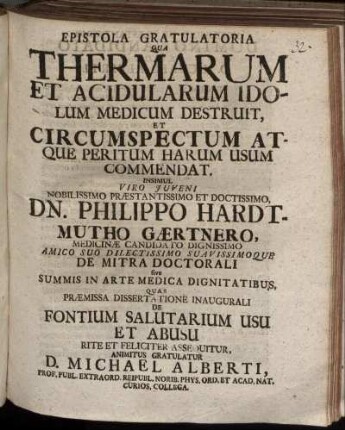 32.
EPISTOLA GRATULATORIA
QUA
THERMARUM
ET ACIDULARUM IDO-
LUM MEDICUM DESTRUIT,
ET
CIRCUMSPECTUM AT-
QUE PERITUM HARUM USUM
COMMENDAT.
INSIMUL
VIRO JUVENI
NOBILISSIMO PRÆSTANTISSIMO ET DOCTISSIMO,
DN. PHILIPPO HARDT-
MUTHO GÆRTNERO,
MEDICINÆ CANDIDATO DIGNISSIMO
AMICO SUO DILECTISSIMO SUAVISSIMOQUE
DE MITRA DOCTORALI
SUMMIS IN ARTE MEDICA DIGNITATIBUS,
QUAS
PRÆMISSA DISSERTATIONE INAUGURALI
DE
FONTIUM SALUTARIUM USU
ET ABUSU
RITE ET FELICITER ASSEQUITUR,
ANIMITUS GRATULATUR
D. MICHAEL ALBERTI,
PROF. PUBL. EXTRAORD. REIPUBL. NORIB. PHYS. ORD. ET ACAD. NAT.
CURIOS. COLLEGA.